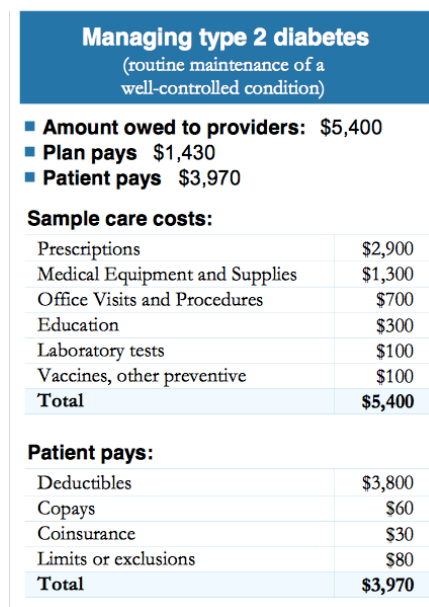 Managing type 2 diabetes
(routine maintenance of a
well-controlled condition)
■ Amount owed to providers: $5,400
■ Plan pays $1,430
■ Patient pays $3,970
Sample care costs:
Prescriptions $2,900
Medical Equipment and Supplies $1,300
Office Visits and Procedures $700
Education $300
Laboratory tests $100
Vaccines, other preventive $100
Total $5,400
Patient pays:
Deductibles $3,800
Copays $60
Coinsurance $30
Limits or exclusions $80
Total $3,970